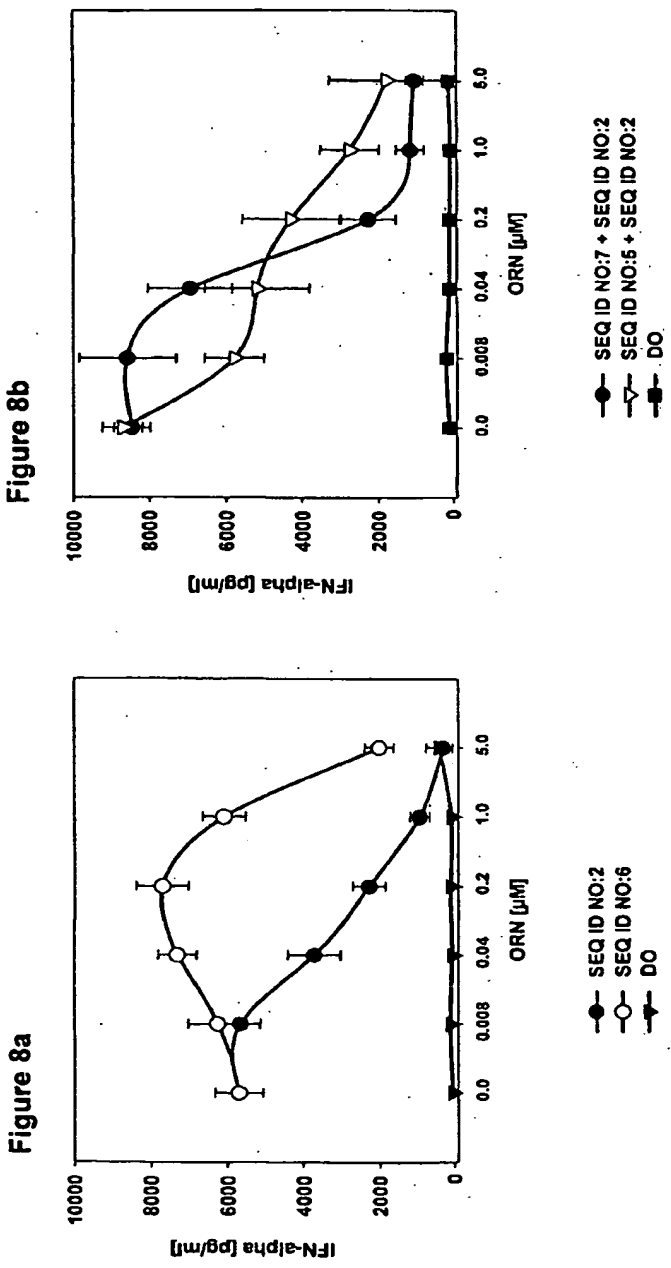 Figure 8a
IFN-alpha [pg/ml]
10000
8000
6000
4000
2000
0
0.0 0.008 0.04 0.2 1.0 5.0
ORN [µM]
SEQ ID NO:2
SEQ ID NO:6
DO
Figure 8b
IFN-alpha [pg/ml]
10000
8000
6000
4000
2000
0
0.0 0.008 0.04 0.2 1.0 5.0
ORN [µM]
SEQ ID NO:7 + SEQ ID NO:2
SEQ ID NO:5 + SEQ ID NO:2
DO